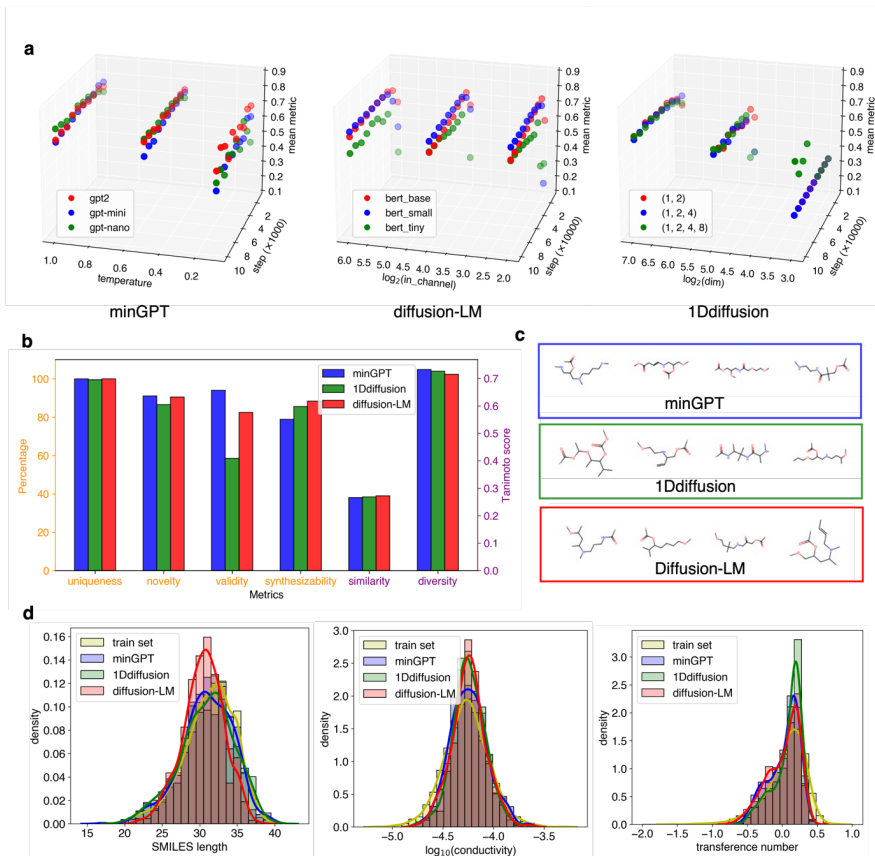 a
0.9
0.8
0.7
0.6
0.5
0.4
0.3
0.2
0.1
mean metric
gpt2
gpt-mini
gpt-nano
1.0
0.8
0.6
0.4
0.2
temperature
2
4
6
8
10
step (×1000)
minGPT
0.9
0.8
0.7
0.6
0.5
0.4
0.3
0.2
0.1
mean metric
bert_base
bert_small
bert_tiny
6.0
5.5
5.0
4.5
4.0
3.5
3.0
2.5
2.0
log₂(in_channel)
2
4
6
8
10
step (×10000)
diffusion-LM
0.9
0.8
0.7
0.6
0.5
0.4
0.3
0.2
0.1
mean metric
(1, 2)
(1, 2, 4)
(1, 2, 4, 8)
7.0
6.5
6.0
5.5
5.0
4.5
4.0
3.5
3.0
log₂(dim)
2
4
6
8
10
step (×10000)
1Ddiffusion
b
Percentage
100
80
60
40
20
0
minGPT
1Ddiffusion
diffusion-LM
0.7
0.6
0.5
0.4
0.3
0.2
0.1
0.0
Tanimoto score
uniqueness novelty validity synthesizability similarity diversity
Metrics
c
minGPT
1Ddiffusion
Diffusion-LM
d
density
0.16
0.14
0.12
0.10
0.08
0.06
0.04
0.02
0.00
train set
minGPT
1Ddiffusion
diffusion-LM
15 20 25 30 35 40
SMILES length
density
3.0
2.5
2.0
1.5
1.0
0.5
0.0
train set
minGPT
1Ddiffusion
diffusion-LM
-5.0 -4.5 -4.0 -3.5
log₁₀(conductivity)
density
3.5
3.0
2.5
2.0
1.5
1.0
0.5
0.0
train set
minGPT
1Ddiffusion
diffusion-LM
-2.0 -1.5 -1.0 -0.5 0.0 0.5 1.0
transference number